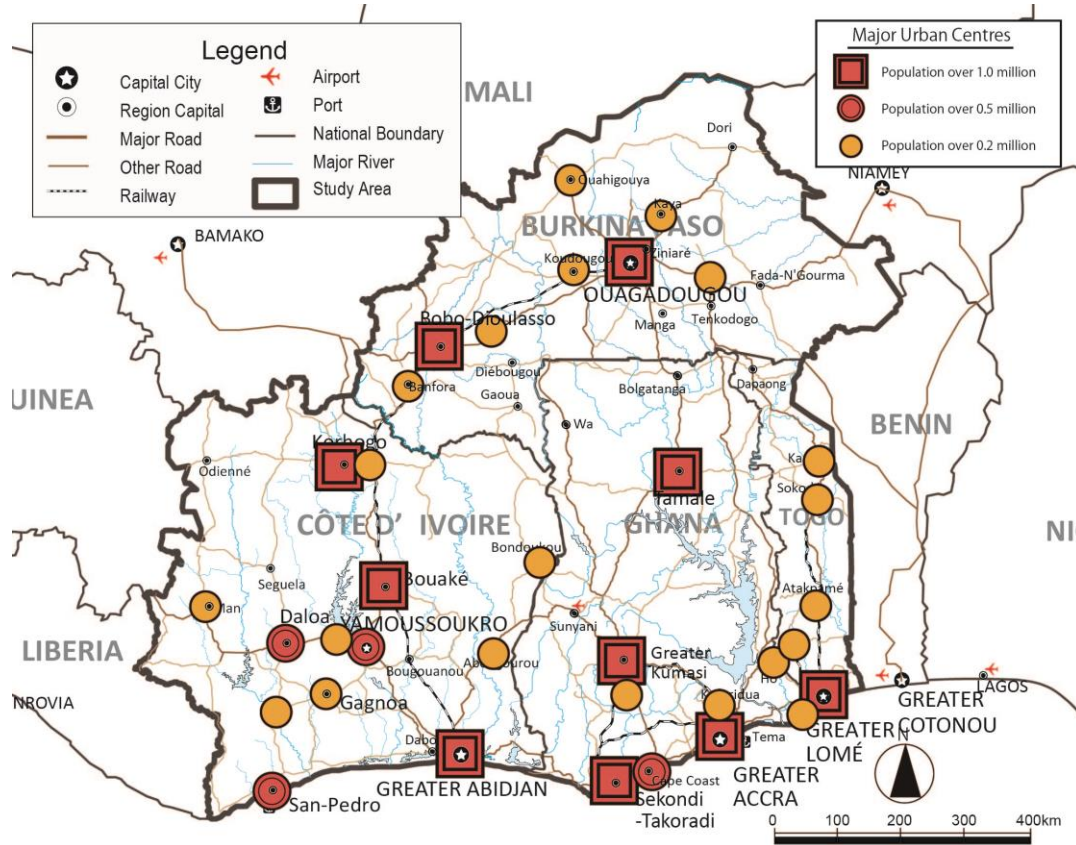 Legend
Capital City
Region Capital
Major Road
Other Road
Railway
Airport
Port
National Boundary
Major River
Study Area
Major Urban Centres
Population over 1.0 million
Population over 0.5 million
Population over 0.2 million
MALI
Dori
NIAMEY
Ouahigouya
Kaya
BURKINA FASO
BAMAKO
Ziniaré
Koudougou
Fada-N'Gourma
OUAGADOUGOU
Tenkodogo
Manga
Bobo-Dioulasso
Diébougou
Dapaong
Bolgatanga
Banfora
Gaoua
UINEA
BENIN
Wa
Korhogo
Odienné
Tamale
CÔTE D' IVOIRE
GHANA
TOGO
NI
Bondoukou
Seguela
Bouaké
Atakpamé
Sunyani
Daloa
YAMOUSSOUKRO
LIBERIA
Bougouanou
Greater
Kumasi
Ho
LAGOS
NROVIA
Gagnoa
GREATER
COTONOU
GREATER
LOMÉ
Tema
N
GREATER ABIDJAN
Cape Coast
GREATER
ACCRA
San-Pedro
Sekondi
-Takoradi
0 100 200 300 400km